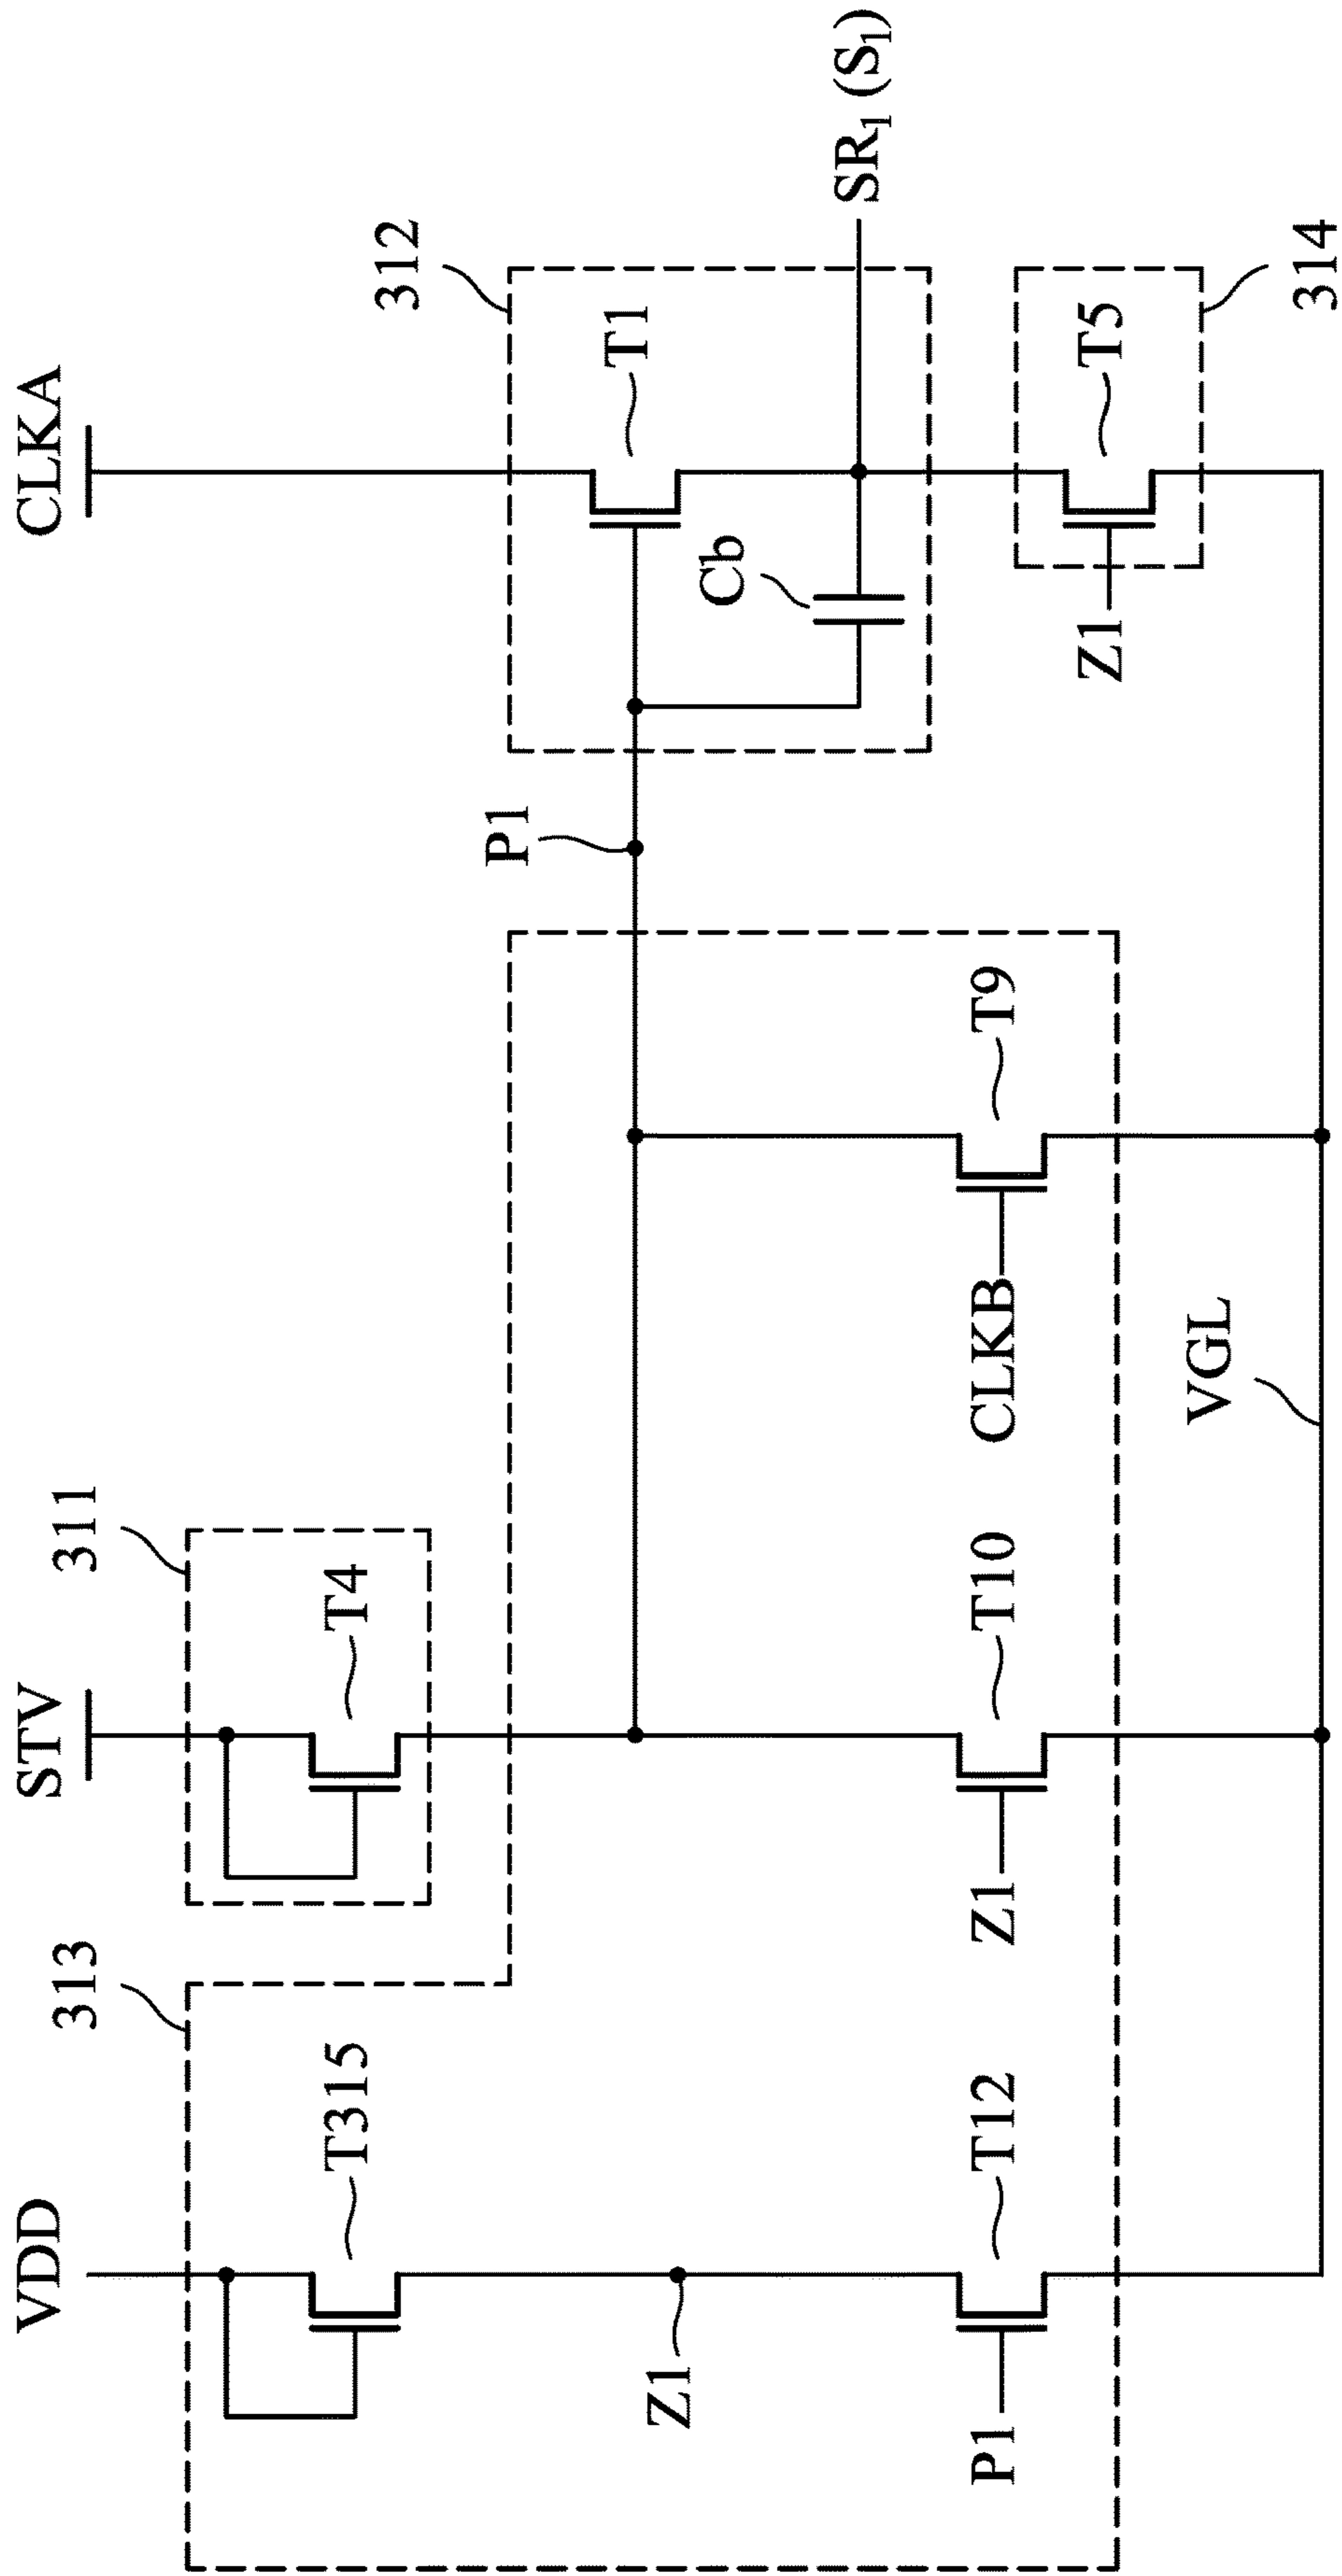 VDD
STV
CLKA
313
311
312
T315
T4
T1
P1
Cb
SR₁ (S₁)
Z1
P1
T12
Z1
T10
CLKB
T9
Z1
T5
314
VGL